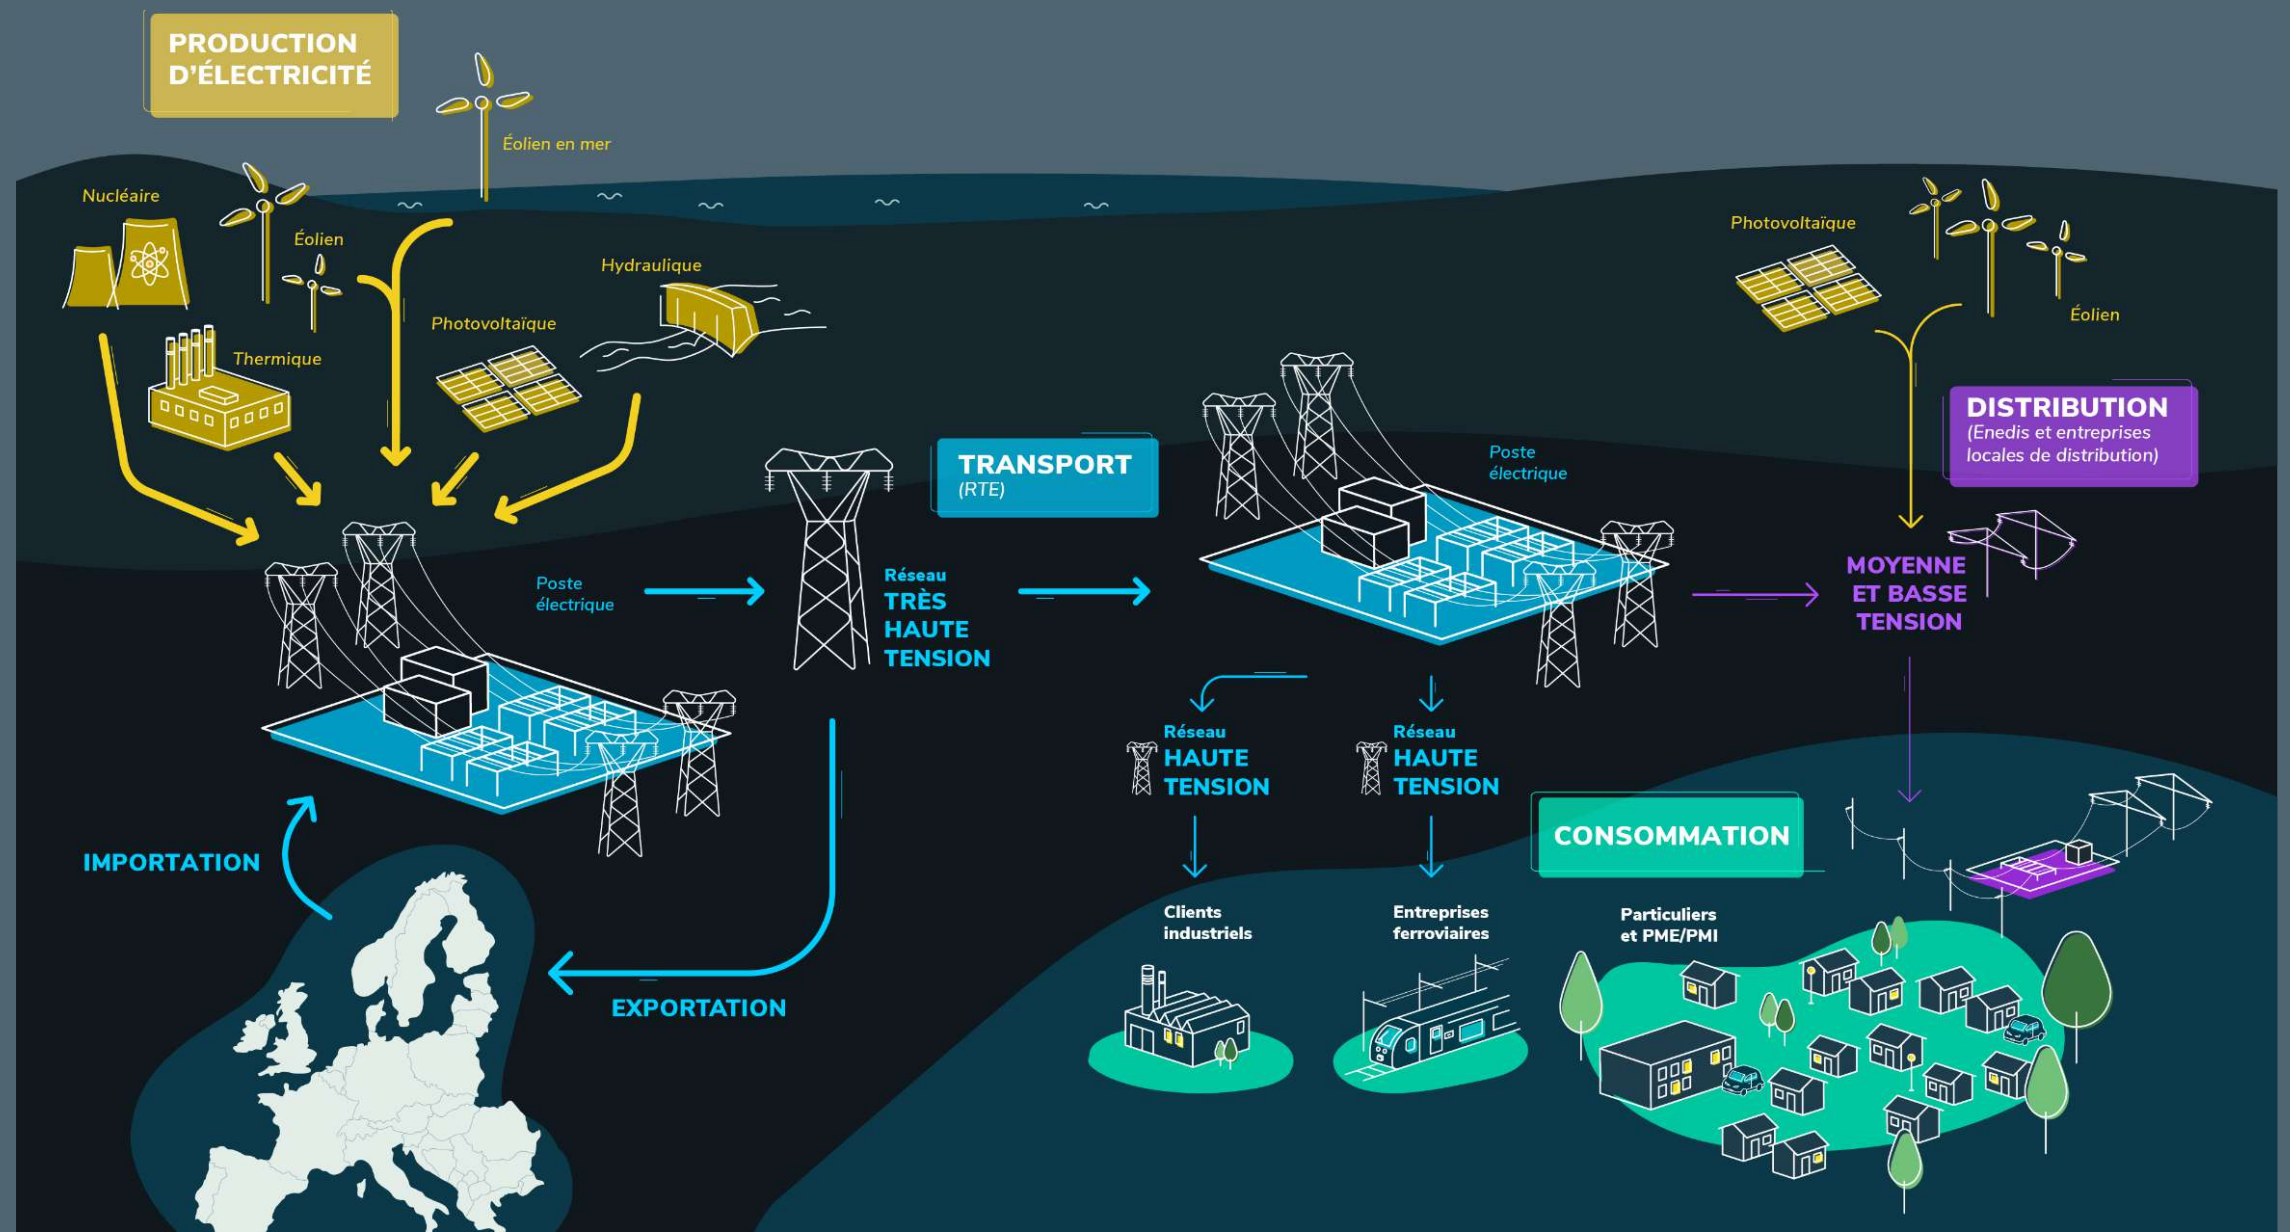 PRODUCTION
D'ÉLECTRICITÉ
Éolien en mer
Nucléaire
Éolien
Hydraulique
Photovoltaïque
Thermique
Photovoltaïque
Éolien
DISTRIBUTION
(Enedis et entreprises
locales de distribution)
TRANSPORT
(RTE)
Poste
électrique
Poste
électrique
Réseau
TRÈS
HAUTE
TENSION
MOYENNE
ET BASSE
TENSION
Réseau
HAUTE
TENSION
Réseau
HAUTE
TENSION
CONSOMMATION
IMPORTATION
EXPORTATION
Clients
industriels
Entreprises
ferroviaires
Particuliers
et PME/PMI